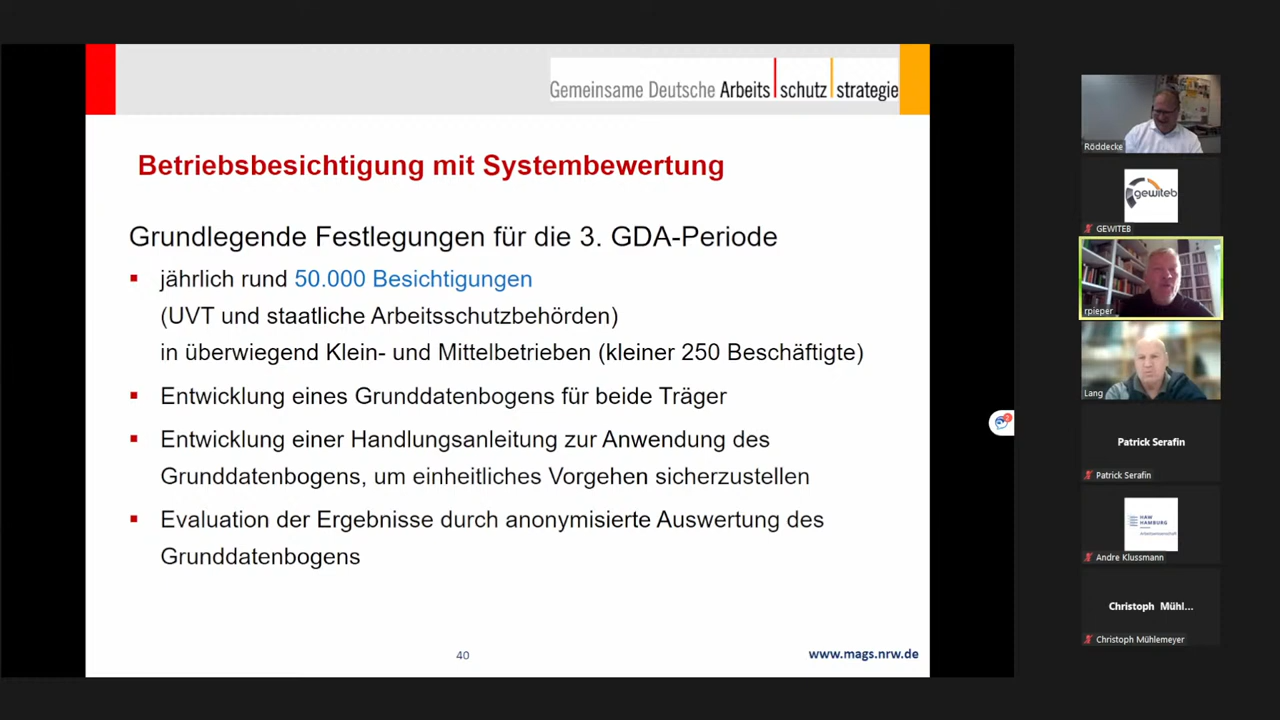 Gemeinsame Deutsche Arbeitsschutzstrategie
Betriebsbesichtigung mit Systembewertung
Grundlegende Festlegungen für die 3. GDA-Periode
▪ jährlich rund 50.000 Besichtigungen
(UVT und staatliche Arbeitsschutzbehörden)
in überwiegend Klein- und Mittelbetrieben (kleiner 250 Beschäftigte)
▪ Entwicklung eines Grunddatenbogens für beide Träger
▪ Entwicklung einer Handlungsanleitung zur Anwendung des
Grunddatenbogens, um einheitliches Vorgehen sicherzustellen
▪ Evaluation der Ergebnisse durch anonymisierte Auswertung des
Grunddatenbogens
40
www.mags.nrw.de
Röddecke
gewiteb
GEWITEB
rpieper
Lang
Patrick Serafin
Patrick Serafin
HAW
HAMBURG
Arbeitswissenschaft
Andre Klussmann
Christoph Mühl...
Christoph Mühlemeyer